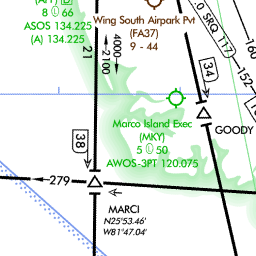 (A/T) D
8 66
ASOS 134.225
(A) 134.225
Wing South Airpark Pvt
(FA37)
9 - 44
21
4000
2100
0 SRQ 117
152
34
Marco Island Exec
(MKY)
5 50
AWOS-3PT 120.075
GOODY
38
279
MARCI
N25°53.46'
W81°47.04'